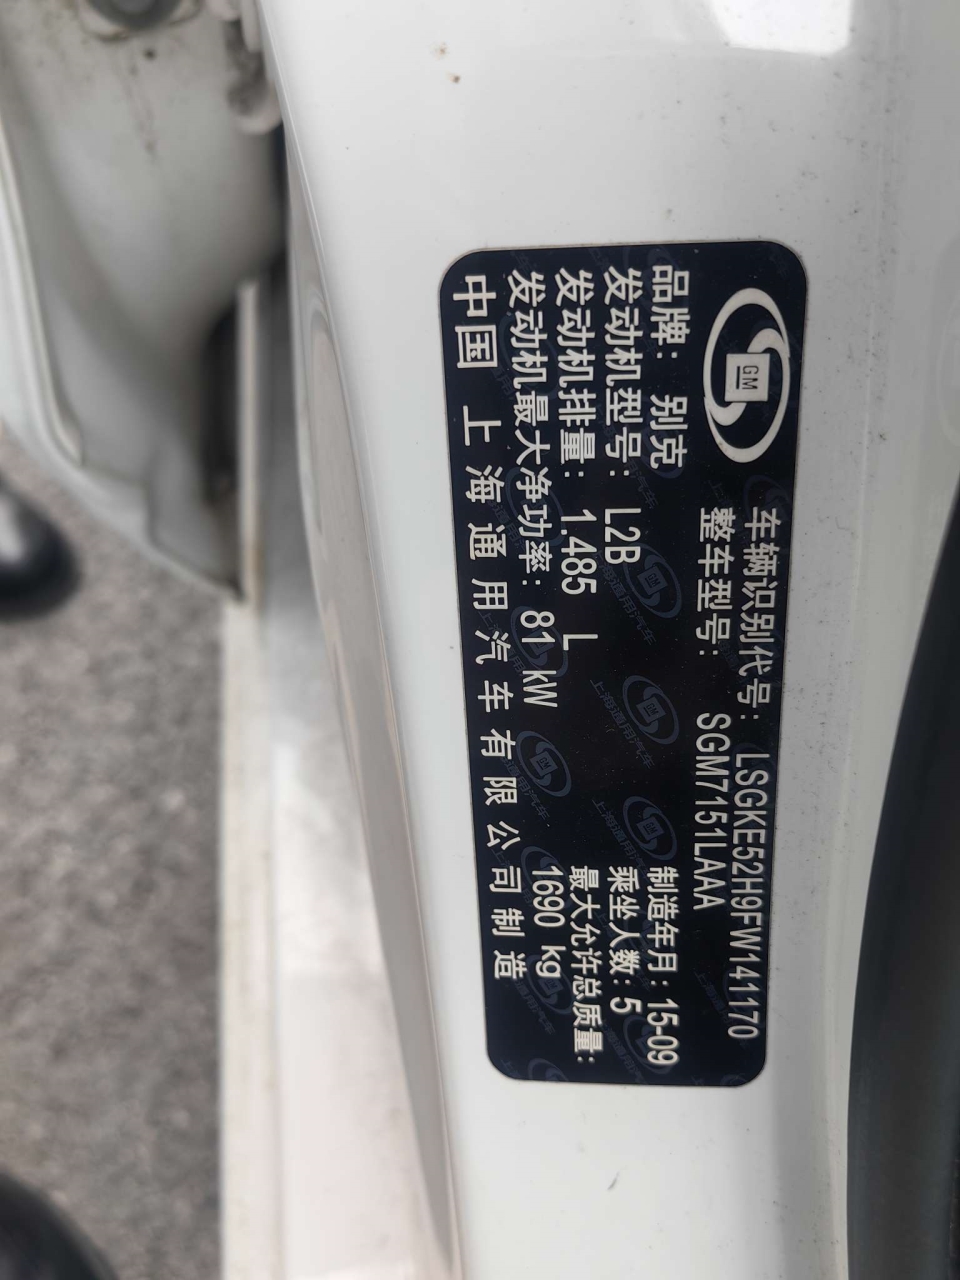 GM
车辆识别代号: LSGKE52H9FW141170
整车型号: SGM7151LAAA
品牌: 别克
制造年月: 15-09
发动机型号: L2B
乘坐人数: 5
发动机排量: 1.485 L
最大允许总质量:
发动机最大净功率: 81 kW
1690 kg
中国 上海通用汽车有限公司制造